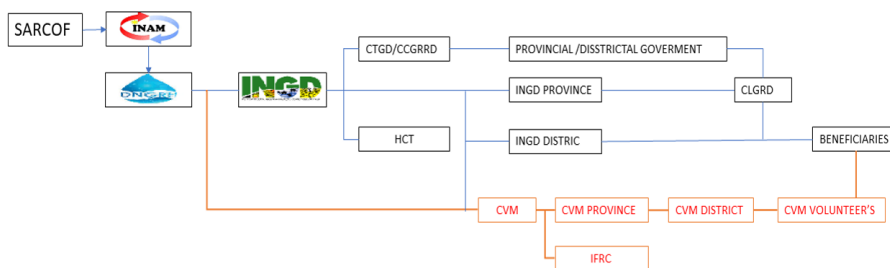 SARCOF
INAM
CTGD/CCGRRD
PROVINCIAL /DISSTRICTAL GOVERMENT
DNGRH
INGD
INGD PROVINCE
CLGRD
HCT
INGD DISTRIC
BENEFICIARIES
CVM
CVM PROVINCE
CVM DISTRICT
CVM VOLUNTEER'S
IFRC